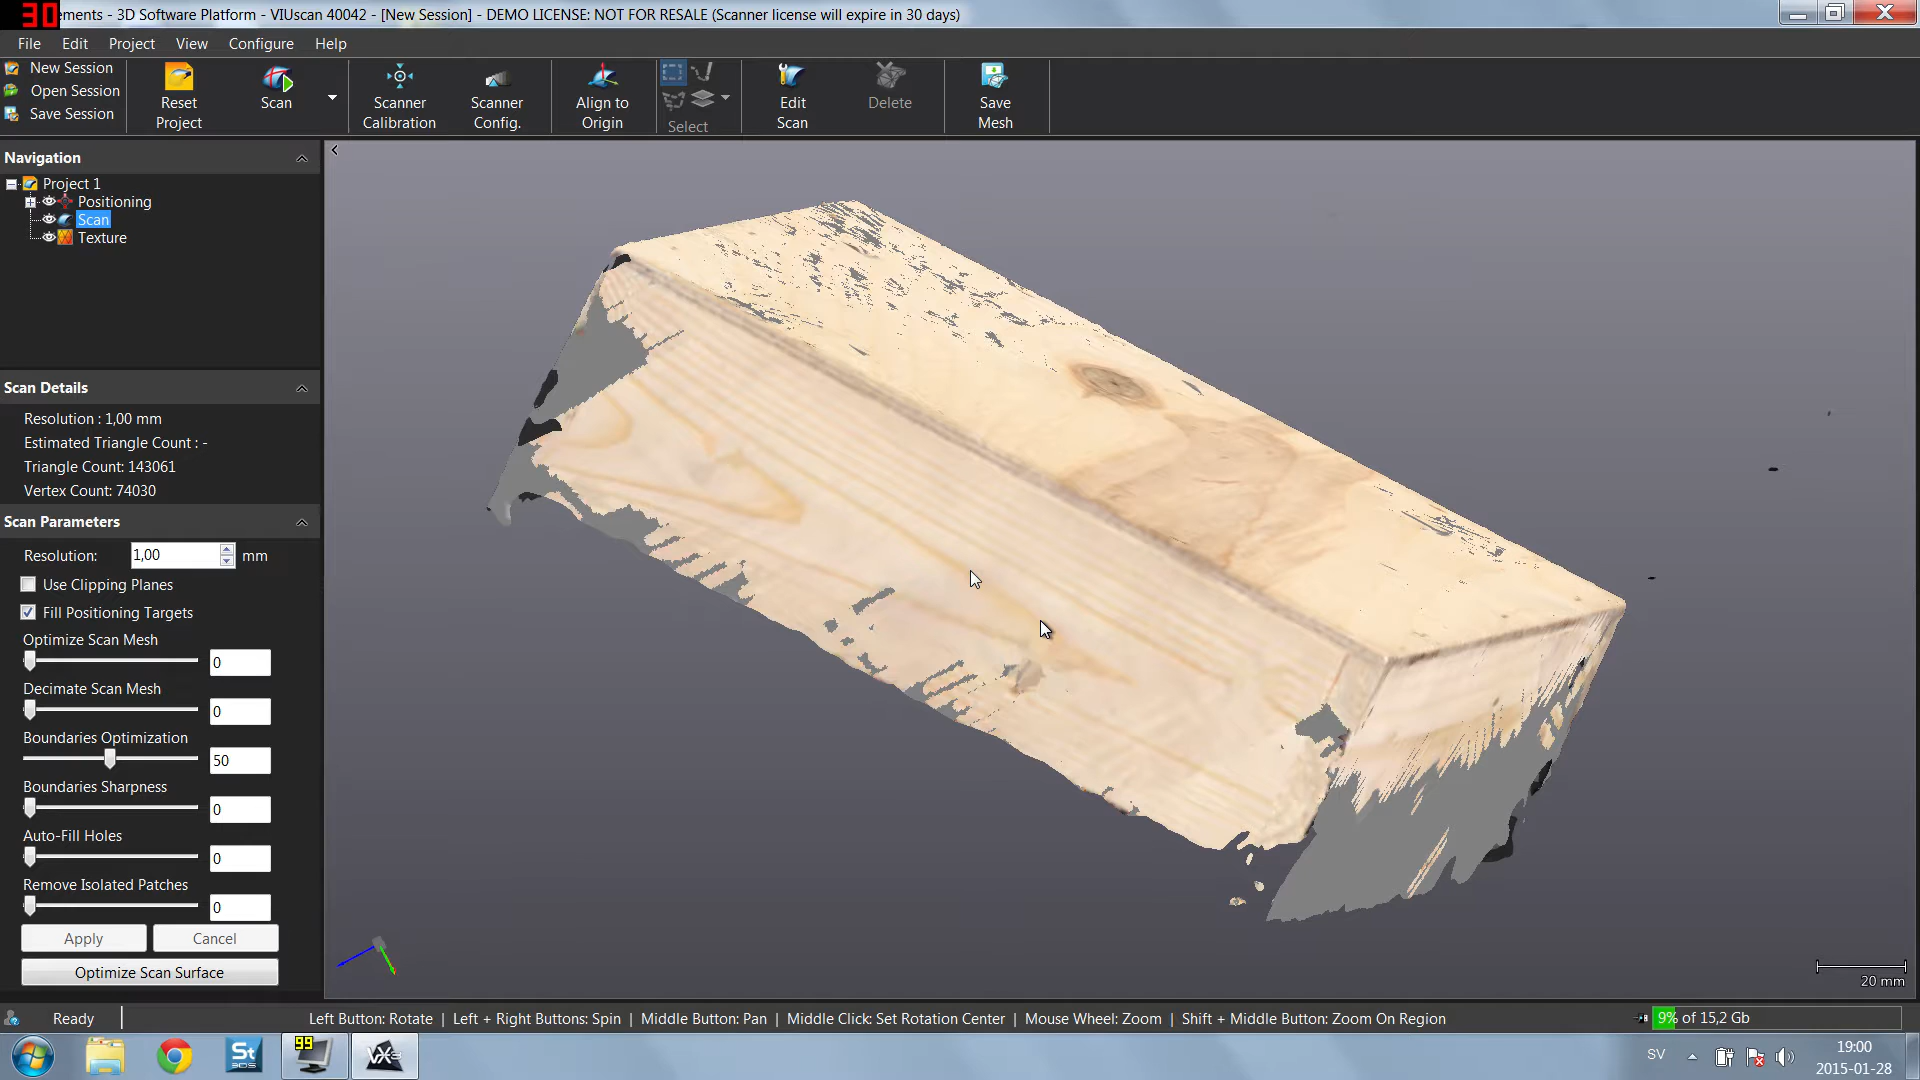 30
ements - 3D Software Platform - VIUscan 40042 - [New Session] - DEMO LICENSE: NOT FOR RESALE (Scanner license will expire in 30 days)
File Edit Project View Configure Help
New Session
Open Session
Save Session
Reset
Project
Scan
Scanner
Calibration
Scanner
Config.
Align to
Origin
Select
Edit
Scan
Delete
Save
Mesh
Navigation
Project 1
Positioning
Scan
Texture
Scan Details
Resolution : 1,00 mm
Estimated Triangle Count : -
Triangle Count: 143061
Vertex Count: 74030
Scan Parameters
Resolution: 1,00 mm
Use Clipping Planes
Fill Positioning Targets
Optimize Scan Mesh
0
Decimate Scan Mesh
0
Boundaries Optimization
50
Boundaries Sharpness
0
Auto-Fill Holes
0
Remove Isolated Patches
0
Apply Cancel
Optimize Scan Surface
20 mm
Ready
Left Button: Rotate | Left + Right Buttons: Spin | Middle Button: Pan | Middle Click: Set Rotation Center | Mouse Wheel: Zoom | Shift + Middle Button: Zoom On Region
9% of 15,2 Gb
St
3DS
99
SV
19:00
2015-01-28